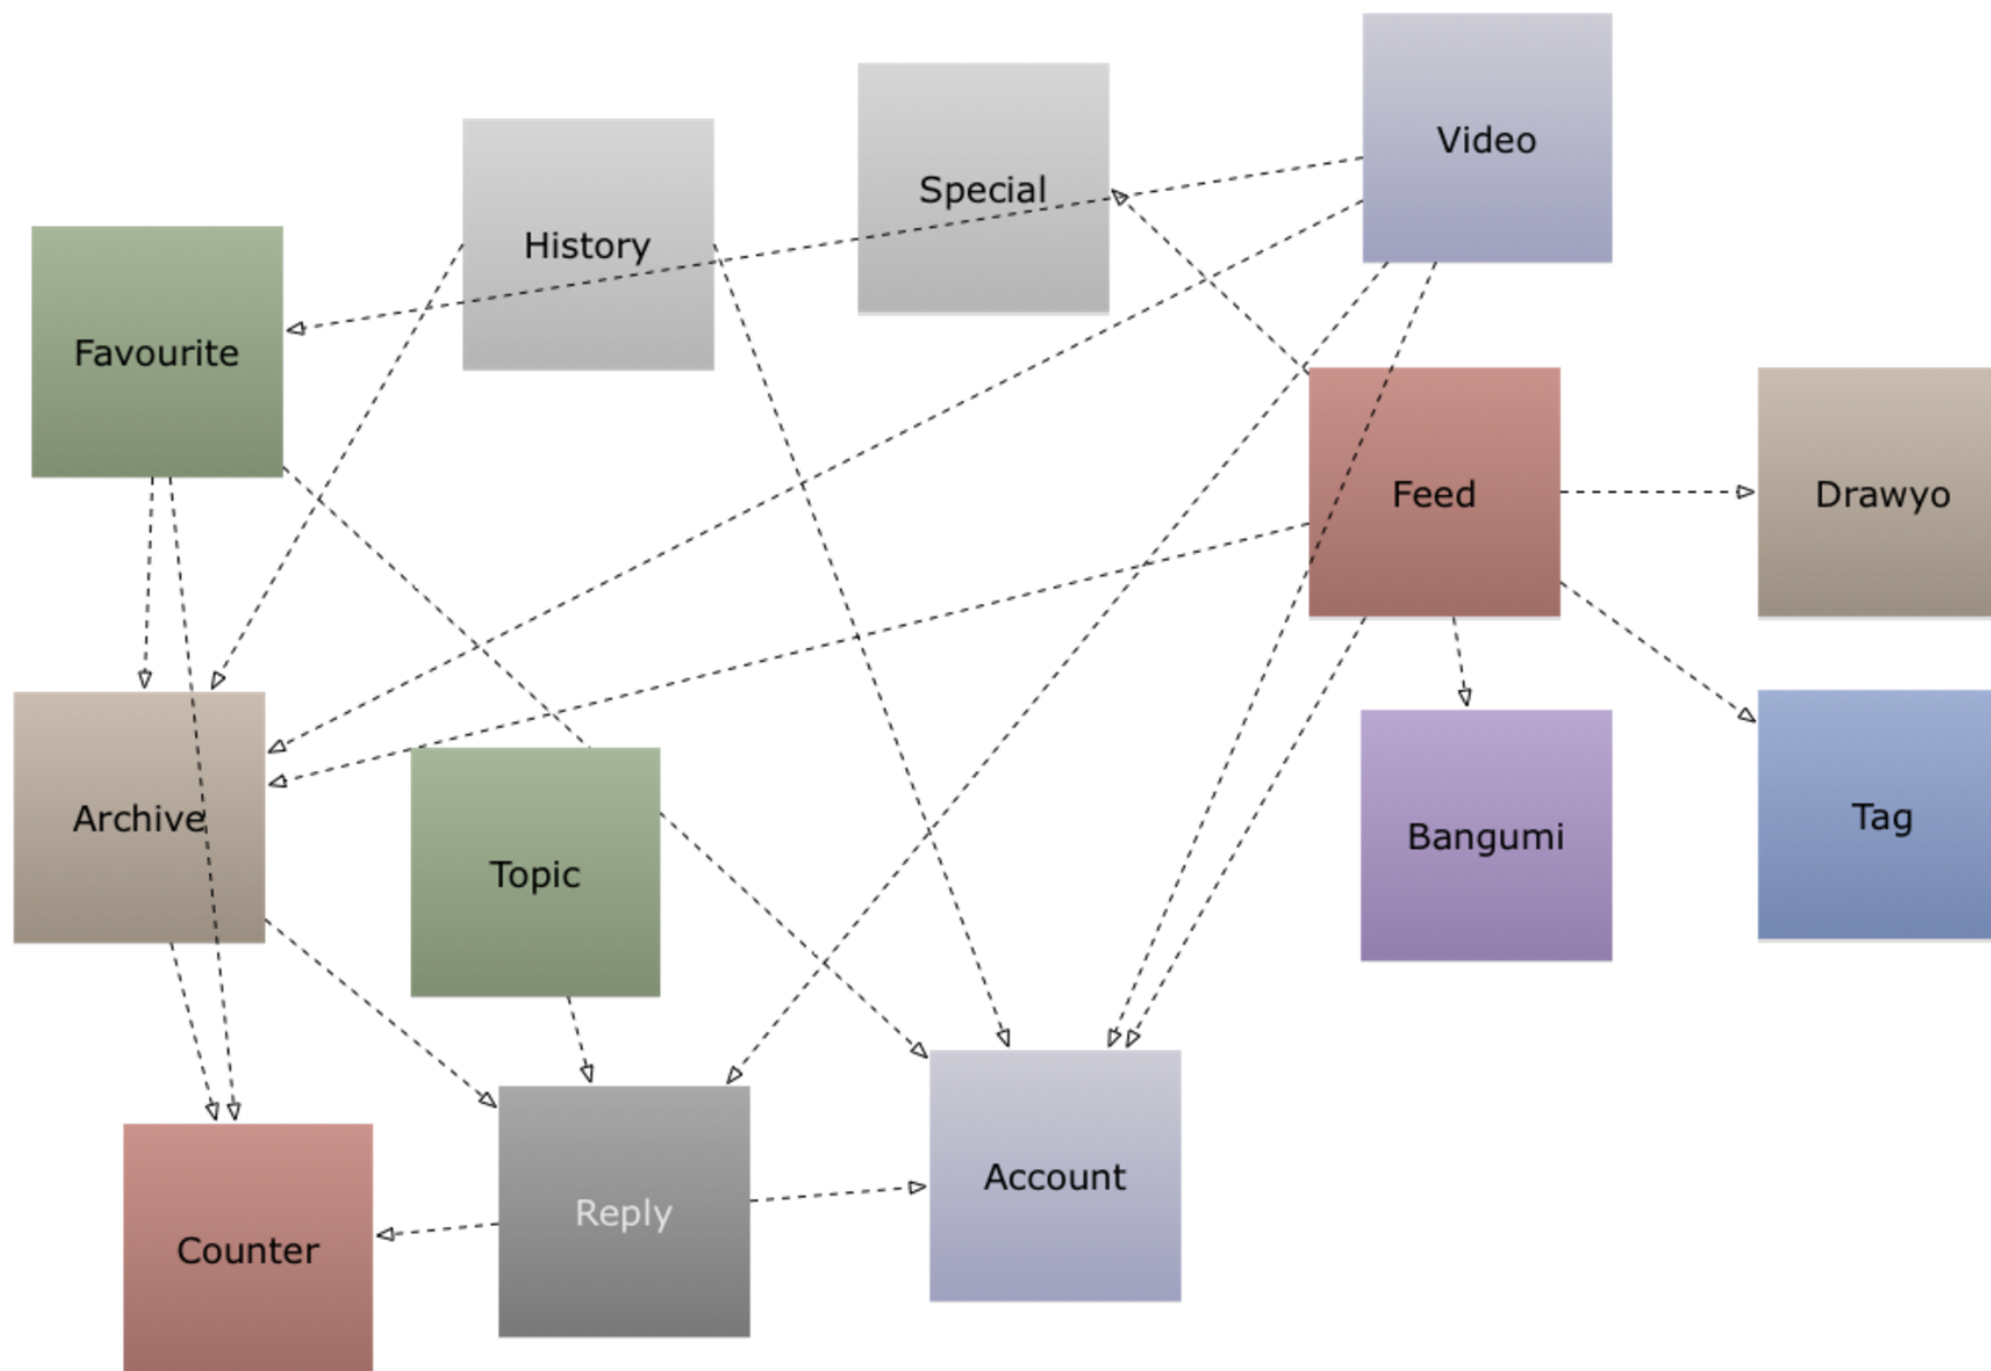 Video
Special
History
Favourite
Feed
Drawyo
Archive
Topic
Bangumi
Tag
Reply
Account
Counter